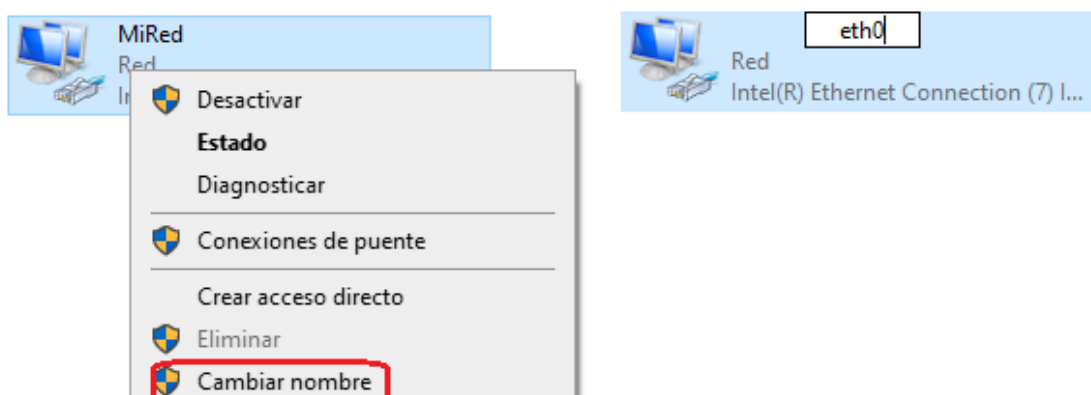 MiRed
Red
Desactivar
Estado
Diagnosticar
Conexiones de puente
Crear acceso directo
Eliminar
Cambiar nombre
eth0
Red
Intel(R) Ethernet Connection (7) I...